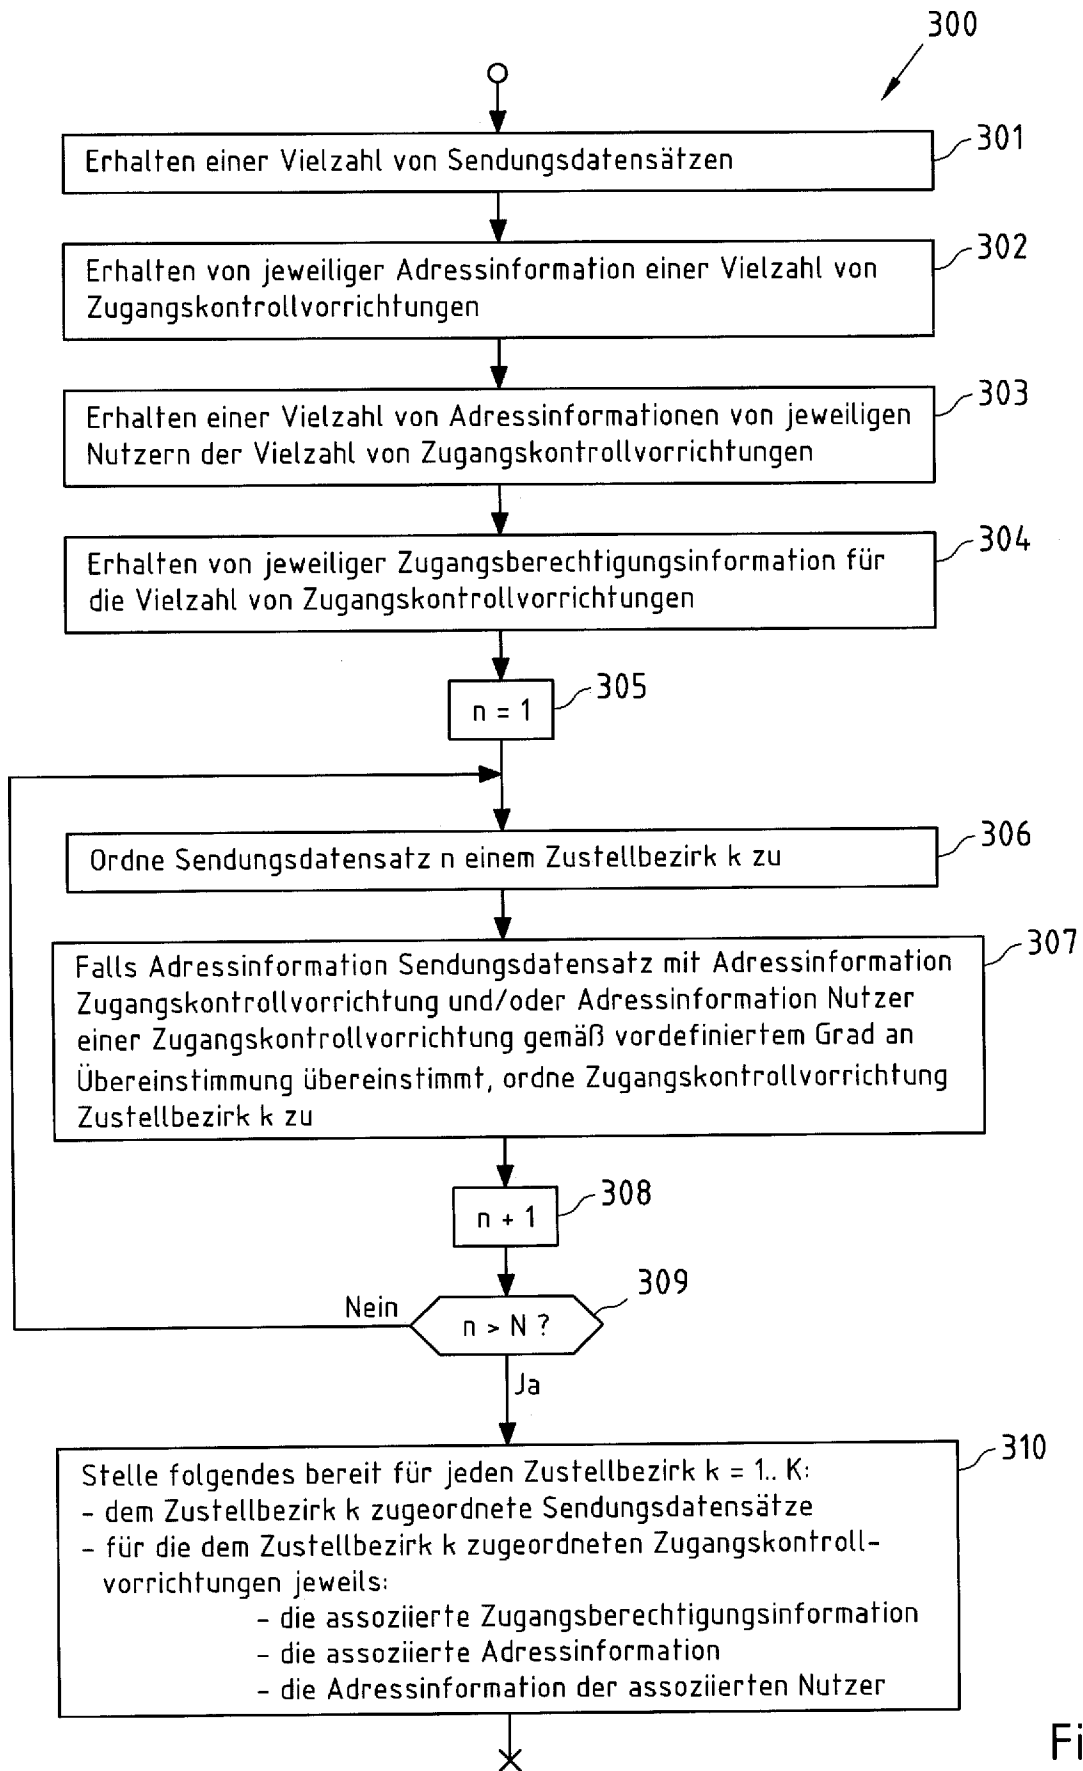 300
301
Erhalten einer Vielzahl von Sendungsdatensätzen
302
Erhalten von jeweiliger Adressinformation einer Vielzahl von
Zugangskontrollvorrichtungen
303
Erhalten einer Vielzahl von Adressinformationen von jeweiligen
Nutzern der Vielzahl von Zugangskontrollvorrichtungen
304
Erhalten von jeweiliger Zugangsberechtigungsinformation für
die Vielzahl von Zugangskontrollvorrichtungen
305
n = 1
306
Ordne Sendungsdatensatz n einem Zustellbezirk k zu
307
Falls Adressinformation Sendungsdatensatz mit Adressinformation
Zugangskontrollvorrichtung und/oder Adressinformation Nutzer
einer Zugangskontrollvorrichtung gemäß vordefiniertem Grad an
Übereinstimmung übereinstimmt, ordne Zugangskontrollvorrichtung
Zustellbezirk k zu
308
n + 1
309
Nein
n > N ?
Ja
310
Stelle folgendes bereit für jeden Zustellbezirk k = 1.. K:
- dem Zustellbezirk k zugeordnete Sendungsdatensätze
- für die dem Zustellbezirk k zugeordneten Zugangskontroll-
vorrichtungen jeweils:
- die assoziierte Zugangsberechtigungsinformation
- die assoziierte Adressinformation
- die Adressinformation der assoziierten Nutzer
Fi